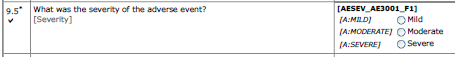 9.5* What was the severity of the adverse event? [AESEV_AE3001_F1]
✓ [Severity] [A:MILD] Mild
[A:MODERATE] Moderate
[A:SEVERE] Severe